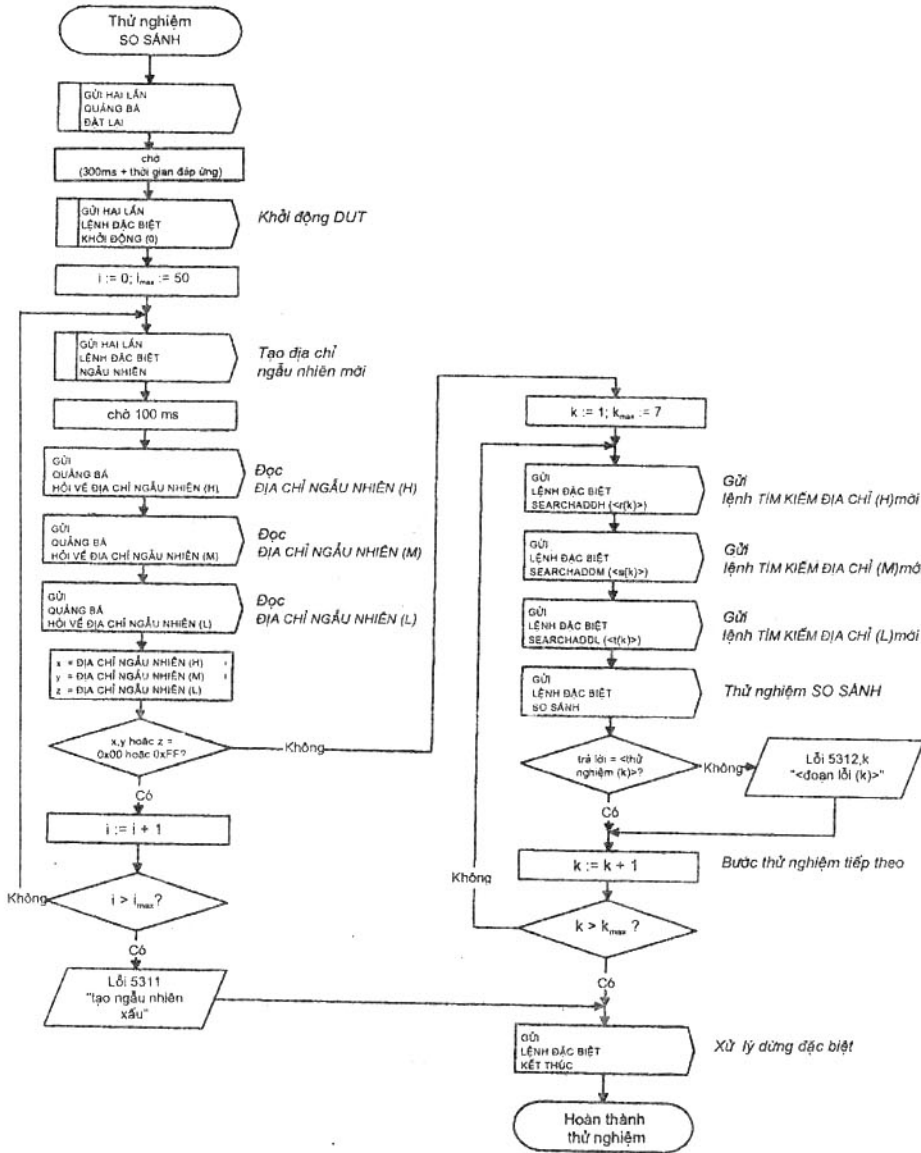 Thử nghiệm
SO SÁNH
GỬI HAI LẦN
QUẢNG BÁ
ĐẶT LẠI
chờ
(300ms + thời gian đáp ứng)
GỬI HAI LẦN
LỆNH ĐẶC BIỆT
KHỞI ĐỘNG (0)
Khởi động DUT
i := 0; imax := 50
GỬI HAI LẦN
LỆNH ĐẶC BIỆT
NGẪU NHIÊN
Tạo địa chỉ
ngẫu nhiên mới
chờ 100 ms
GỬI
QUẢNG BÁ
HỎI VỀ ĐỊA CHỈ NGẪU NHIÊN (H)
Đọc
ĐỊA CHỈ NGẪU NHIÊN (H)
GỬI
QUẢNG BÁ
HỎI VỀ ĐỊA CHỈ NGẪU NHIÊN (M)
Đọc
ĐỊA CHỈ NGẪU NHIÊN (M)
GỬI
QUẢNG BÁ
HỎI VỀ ĐỊA CHỈ NGẪU NHIÊN (L)
Đọc
ĐỊA CHỈ NGẪU NHIÊN (L)
x = ĐỊA CHỈ NGẪU NHIÊN (H)
y = ĐỊA CHỈ NGẪU NHIÊN (M)
z = ĐỊA CHỈ NGẪU NHIÊN (L)
x,y hoặc z =
0x00 hoặc 0xFF?
Không
Có
i := i + 1
i > imax?
Không
Có
Lỗi 5311
"tạo ngẫu nhiên
xấu"
k := 1; kmax := 7
GỬI
LỆNH ĐẶC BIỆT
SEARCHADDH (<r(k)>)
Gửi
lệnh TÌM KIẾM ĐỊA CHỈ (H)mới
GỬI
LỆNH ĐẶC BIỆT
SEARCHADDM (<s(k)>)
Gửi
lệnh TÌM KIẾM ĐỊA CHỈ (M)mớ
GỬI
LỆNH ĐẶC BIỆT
SEARCHADDL (<t(k)>)
Gửi
lệnh TÌM KIẾM ĐỊA CHỈ (L)mới
GỬI
LỆNH ĐẶC BIỆT
SO SÁNH
Thử nghiệm SO SÁNH
trả lời = <thử
nghiệm (k)>?
Không
Lỗi 5312,k
"<đoạn lỗi (k)>"
Có
k := k + 1
Bước thử nghiệm tiếp theo
Không
k > kmax ?
Có
GỬI
LỆNH ĐẶC BIỆT
KẾT THÚC
Xử lý dừng đặc biệt
Hoàn thành
thử nghiệm